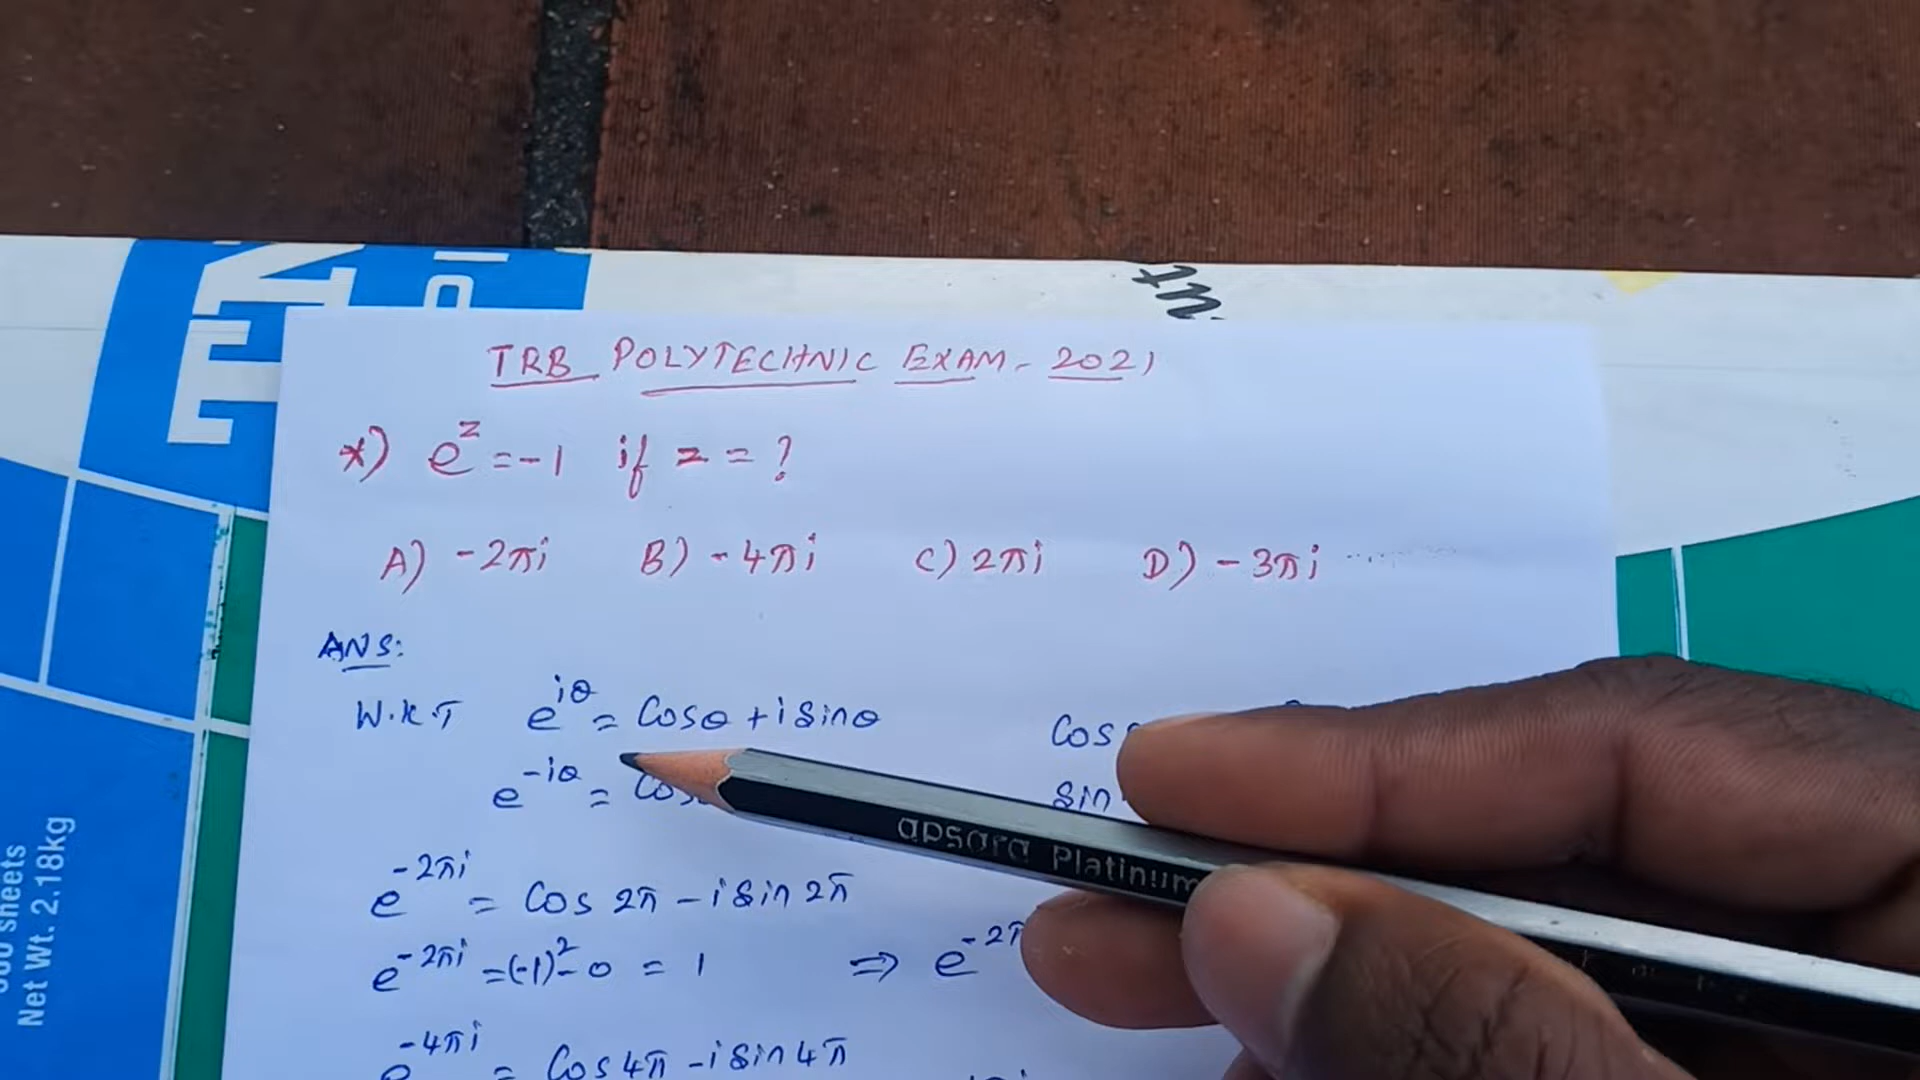 TRB POLYTECHNIC EXAM - 2021
*) e^z = -1 if z = ?
A) -2πi B) -4πi C) 2πi D) -3πi
ANS:
W.K.T e^iθ = Cosθ + i Sinθ Cos
e^-iθ = Cos Sin
e^-2πi = Cos 2π - i Sin 2π
e^-2πi = (-1)^2 - 0 = 1 ⇒ e^-2π
e^-4πi = Cos 4π - i Sin 4π
apsara Platinum
sheets
Net Wt. 2.18kg